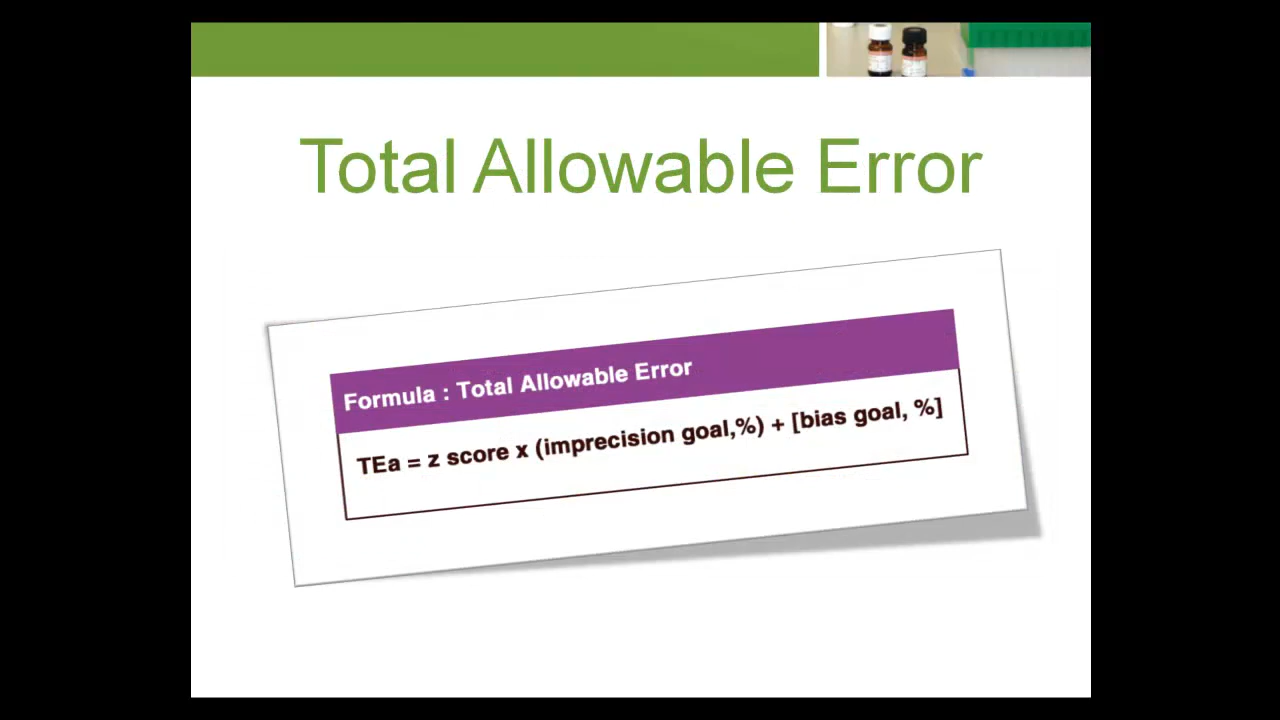 Total Allowable Error
Formula : Total Allowable Error
TEa = z score x (imprecision goal,%) + [bias goal, %]